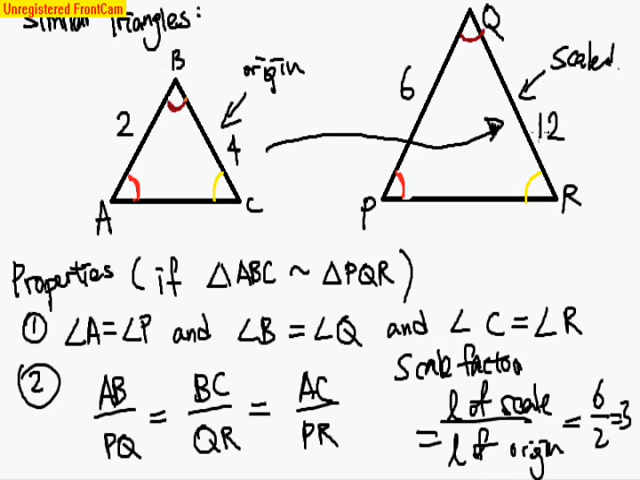 Unregistered FrontCam
Similar Triangles:
B
origin
2
4
A
C
Q
scaled
6
12
P
R
Properties (if △ABC ~ △PQR)
① ∠A=∠P and ∠B=∠Q and ∠C=∠R
② AB/PQ = BC/QR = AC/PR
Scale factor
= l of scale / l of origin = 6/2 = 3